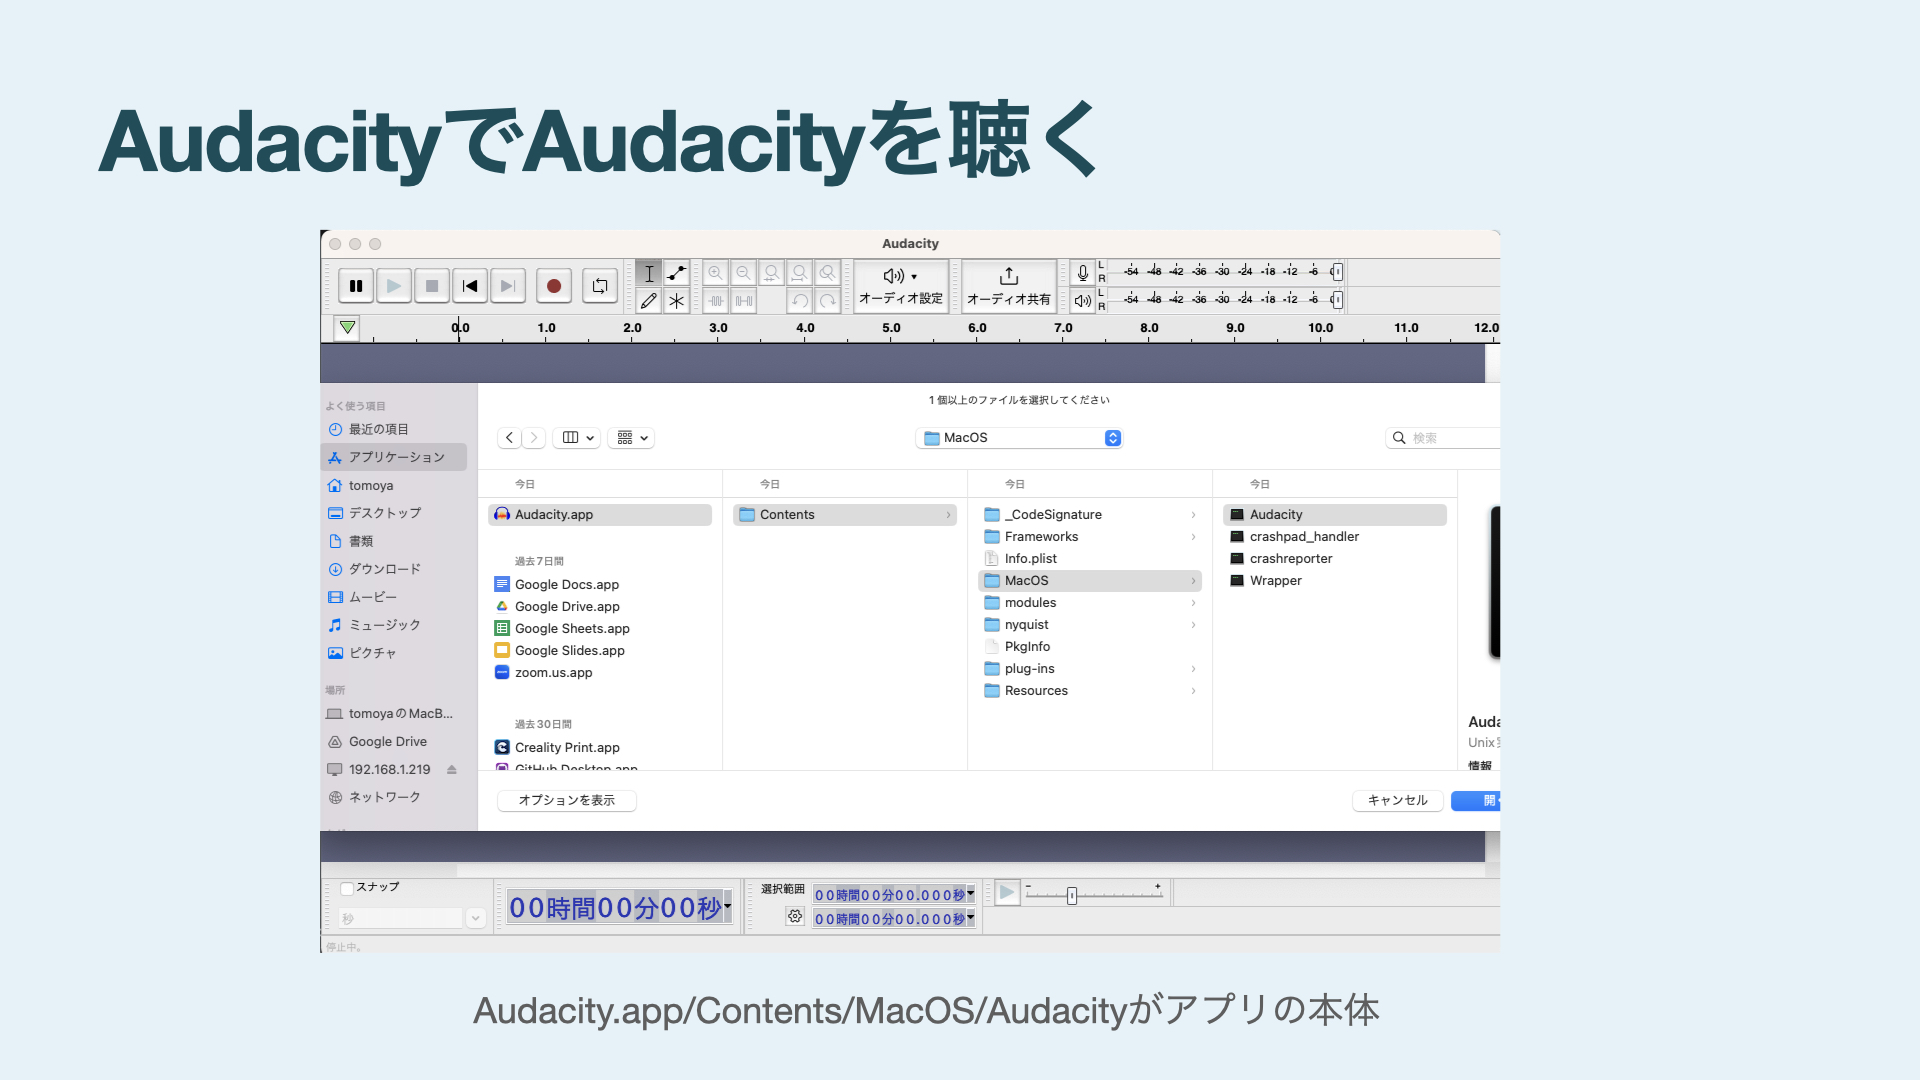 AudacityでAudacityを聴く
Audacity
オーディオ設定
オーディオ共有
L
R
-54 -48 -42 -36 -30 -24 -18 -12 -6 0
L
R
-54 -48 -42 -36 -30 -24 -18 -12 -6 0
0.0 1.0 2.0 3.0 4.0 5.0 6.0 7.0 8.0 9.0 10.0 11.0 12.0
1個以上のファイルを選択してください
MacOS
検索
よく使う項目
最近の項目
アプリケーション
tomoya
デスクトップ
書類
ダウンロード
ムービー
ミュージック
ピクチャ
場所
tomoyaのMacB...
Google Drive
192.168.1.219
ネットワーク
今日
Audacity.app
過去7日間
Google Docs.app
Google Drive.app
Google Sheets.app
Google Slides.app
zoom.us.app
過去30日間
Creality Print.app
GitHub Desktop.app
今日
Contents
今日
_CodeSignature
Frameworks
Info.plist
MacOS
modules
nyquist
PkgInfo
plug-ins
Resources
今日
Audacity
crashpad_handler
crashreporter
Wrapper
Auda
Unix
情報
オプションを表示
キャンセル
開
スナップ
秒
00時間00分00秒
選択範囲
00時間00分00.000秒
00時間00分00.000秒
- +
停止中。
Audacity.app/Contents/MacOS/Audacityがアプリの本体